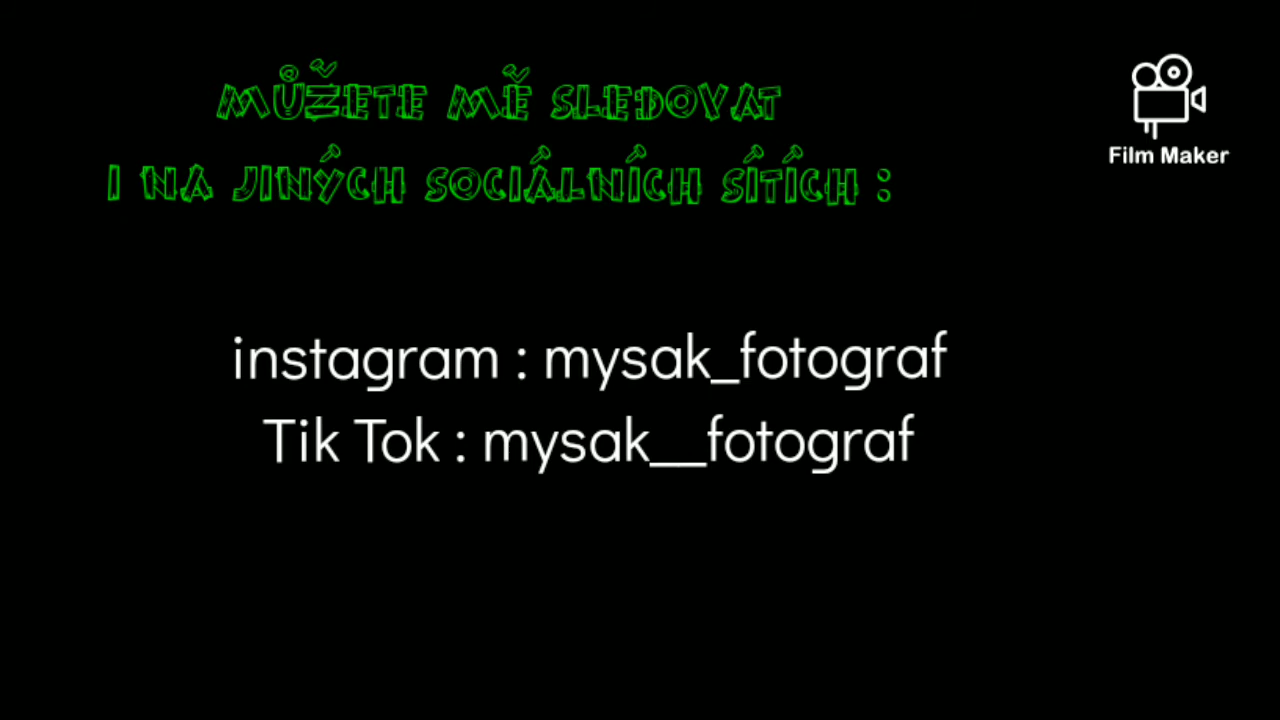 MŮŽETE MĚ SLEDOVAT
I NA JINÝCH SOCIÁLNÍCH SÍTÍCH :
Film Maker
instagram : mysak_fotograf
Tik Tok : mysak__fotograf